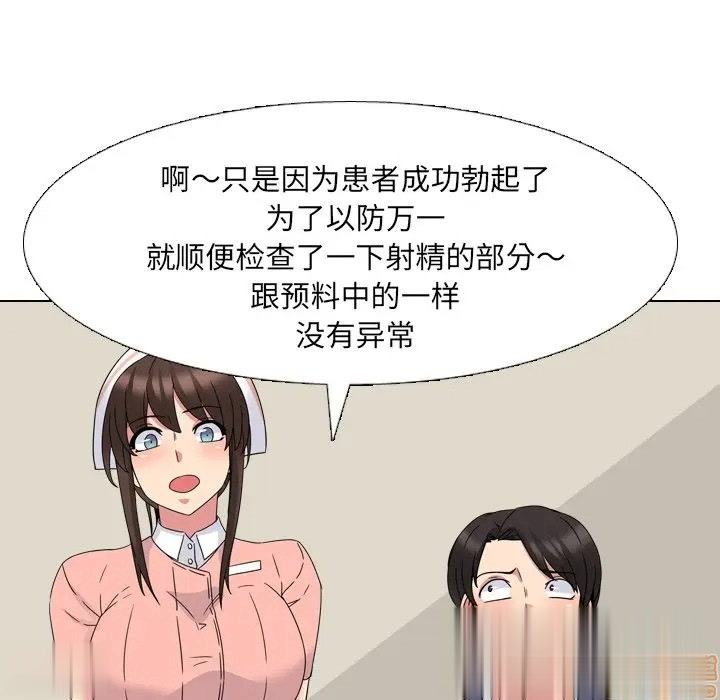 啊～只是因为患者成功勃起了
为了以防万一
就顺便检查了一下射精的部分～
跟预料中的一样
没有异常